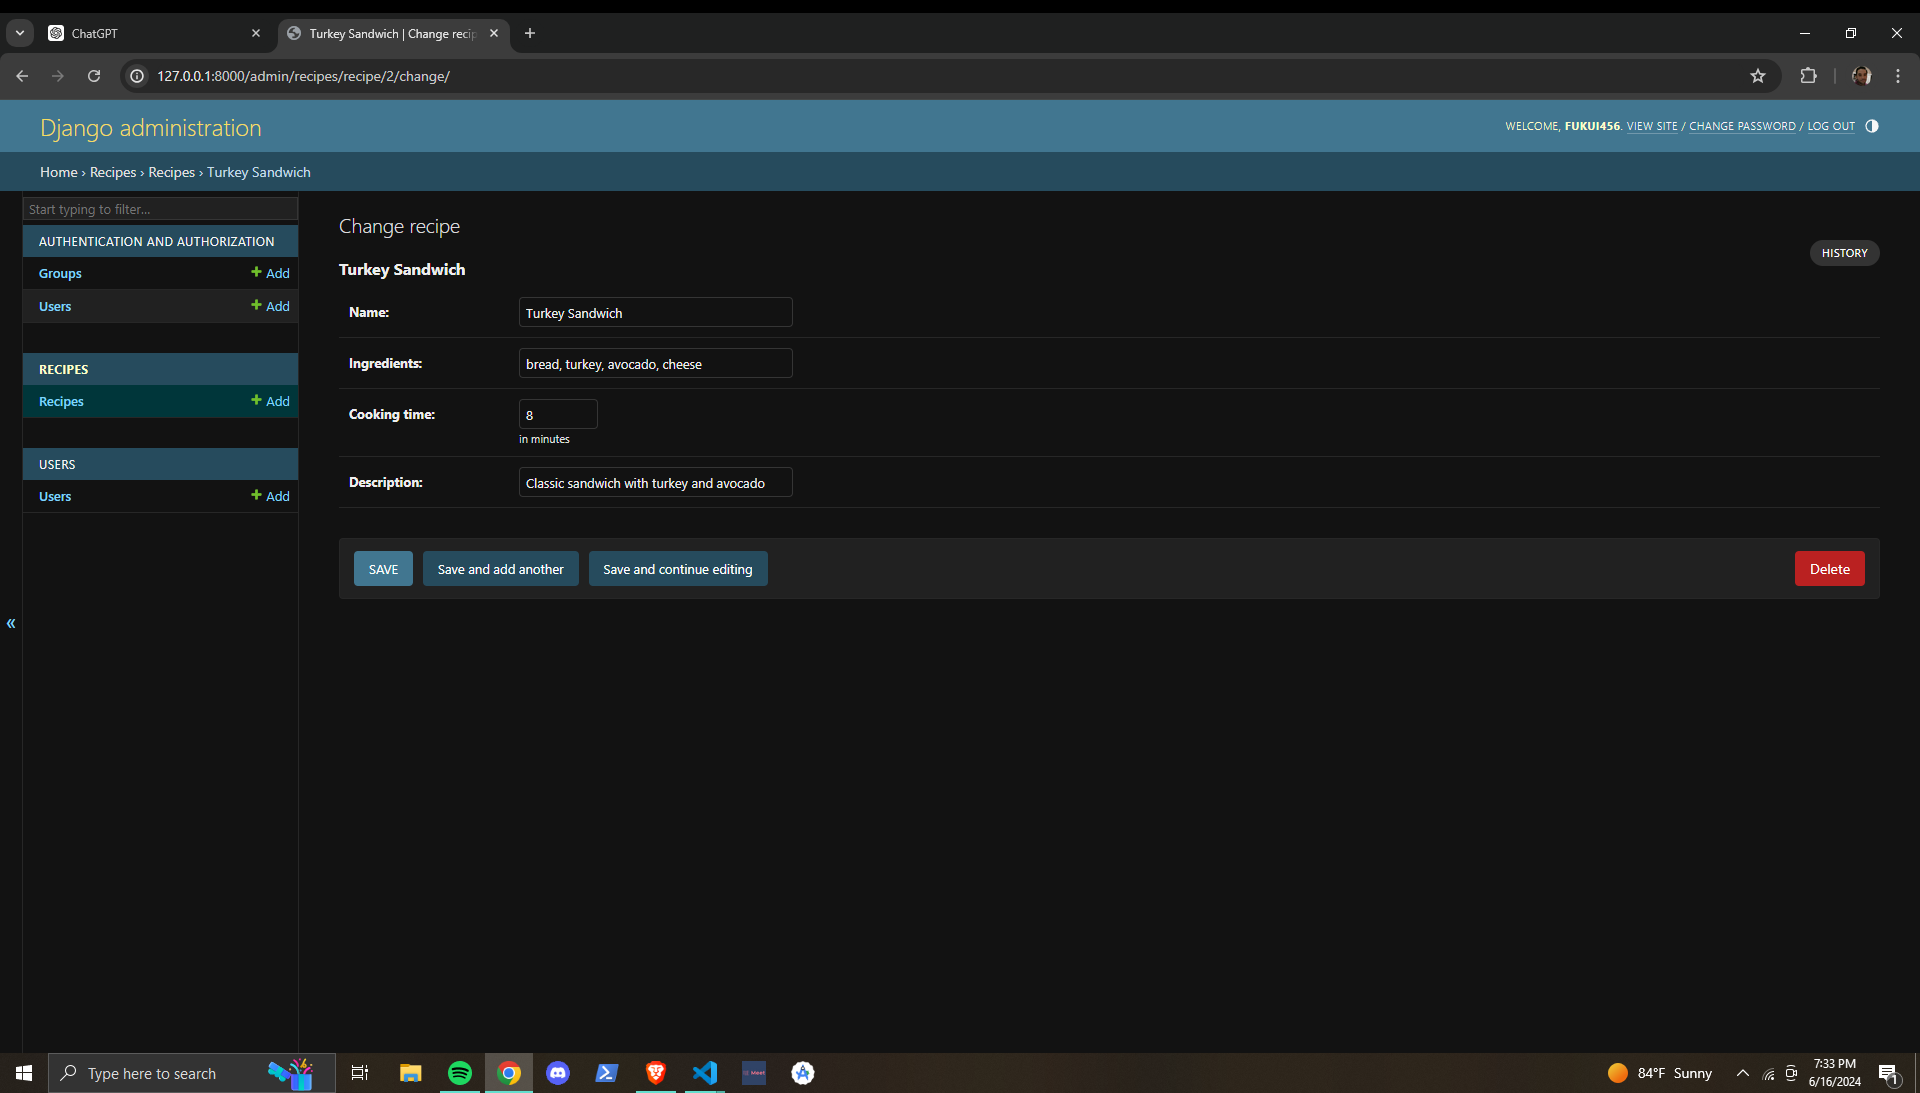 ChatGPT
Turkey Sandwich | Change recip
127.0.0.1:8000/admin/recipes/recipe/2/change/
Django administration
WELCOME, FUKUI456. VIEW SITE / CHANGE PASSWORD / LOG OUT
Home › Recipes › Recipes › Turkey Sandwich
Start typing to filter...
AUTHENTICATION AND AUTHORIZATION
Groups
Add
Users
Add
RECIPES
Recipes
Add
USERS
Users
Add
Change recipe
HISTORY
Turkey Sandwich
Name:
Turkey Sandwich
Ingredients:
bread, turkey, avocado, cheese
Cooking time:
8
in minutes
Description:
Classic sandwich with turkey and avocado
SAVE
Save and add another
Save and continue editing
Delete
«
Type here to search
84°F Sunny
7:33 PM
6/16/2024
1